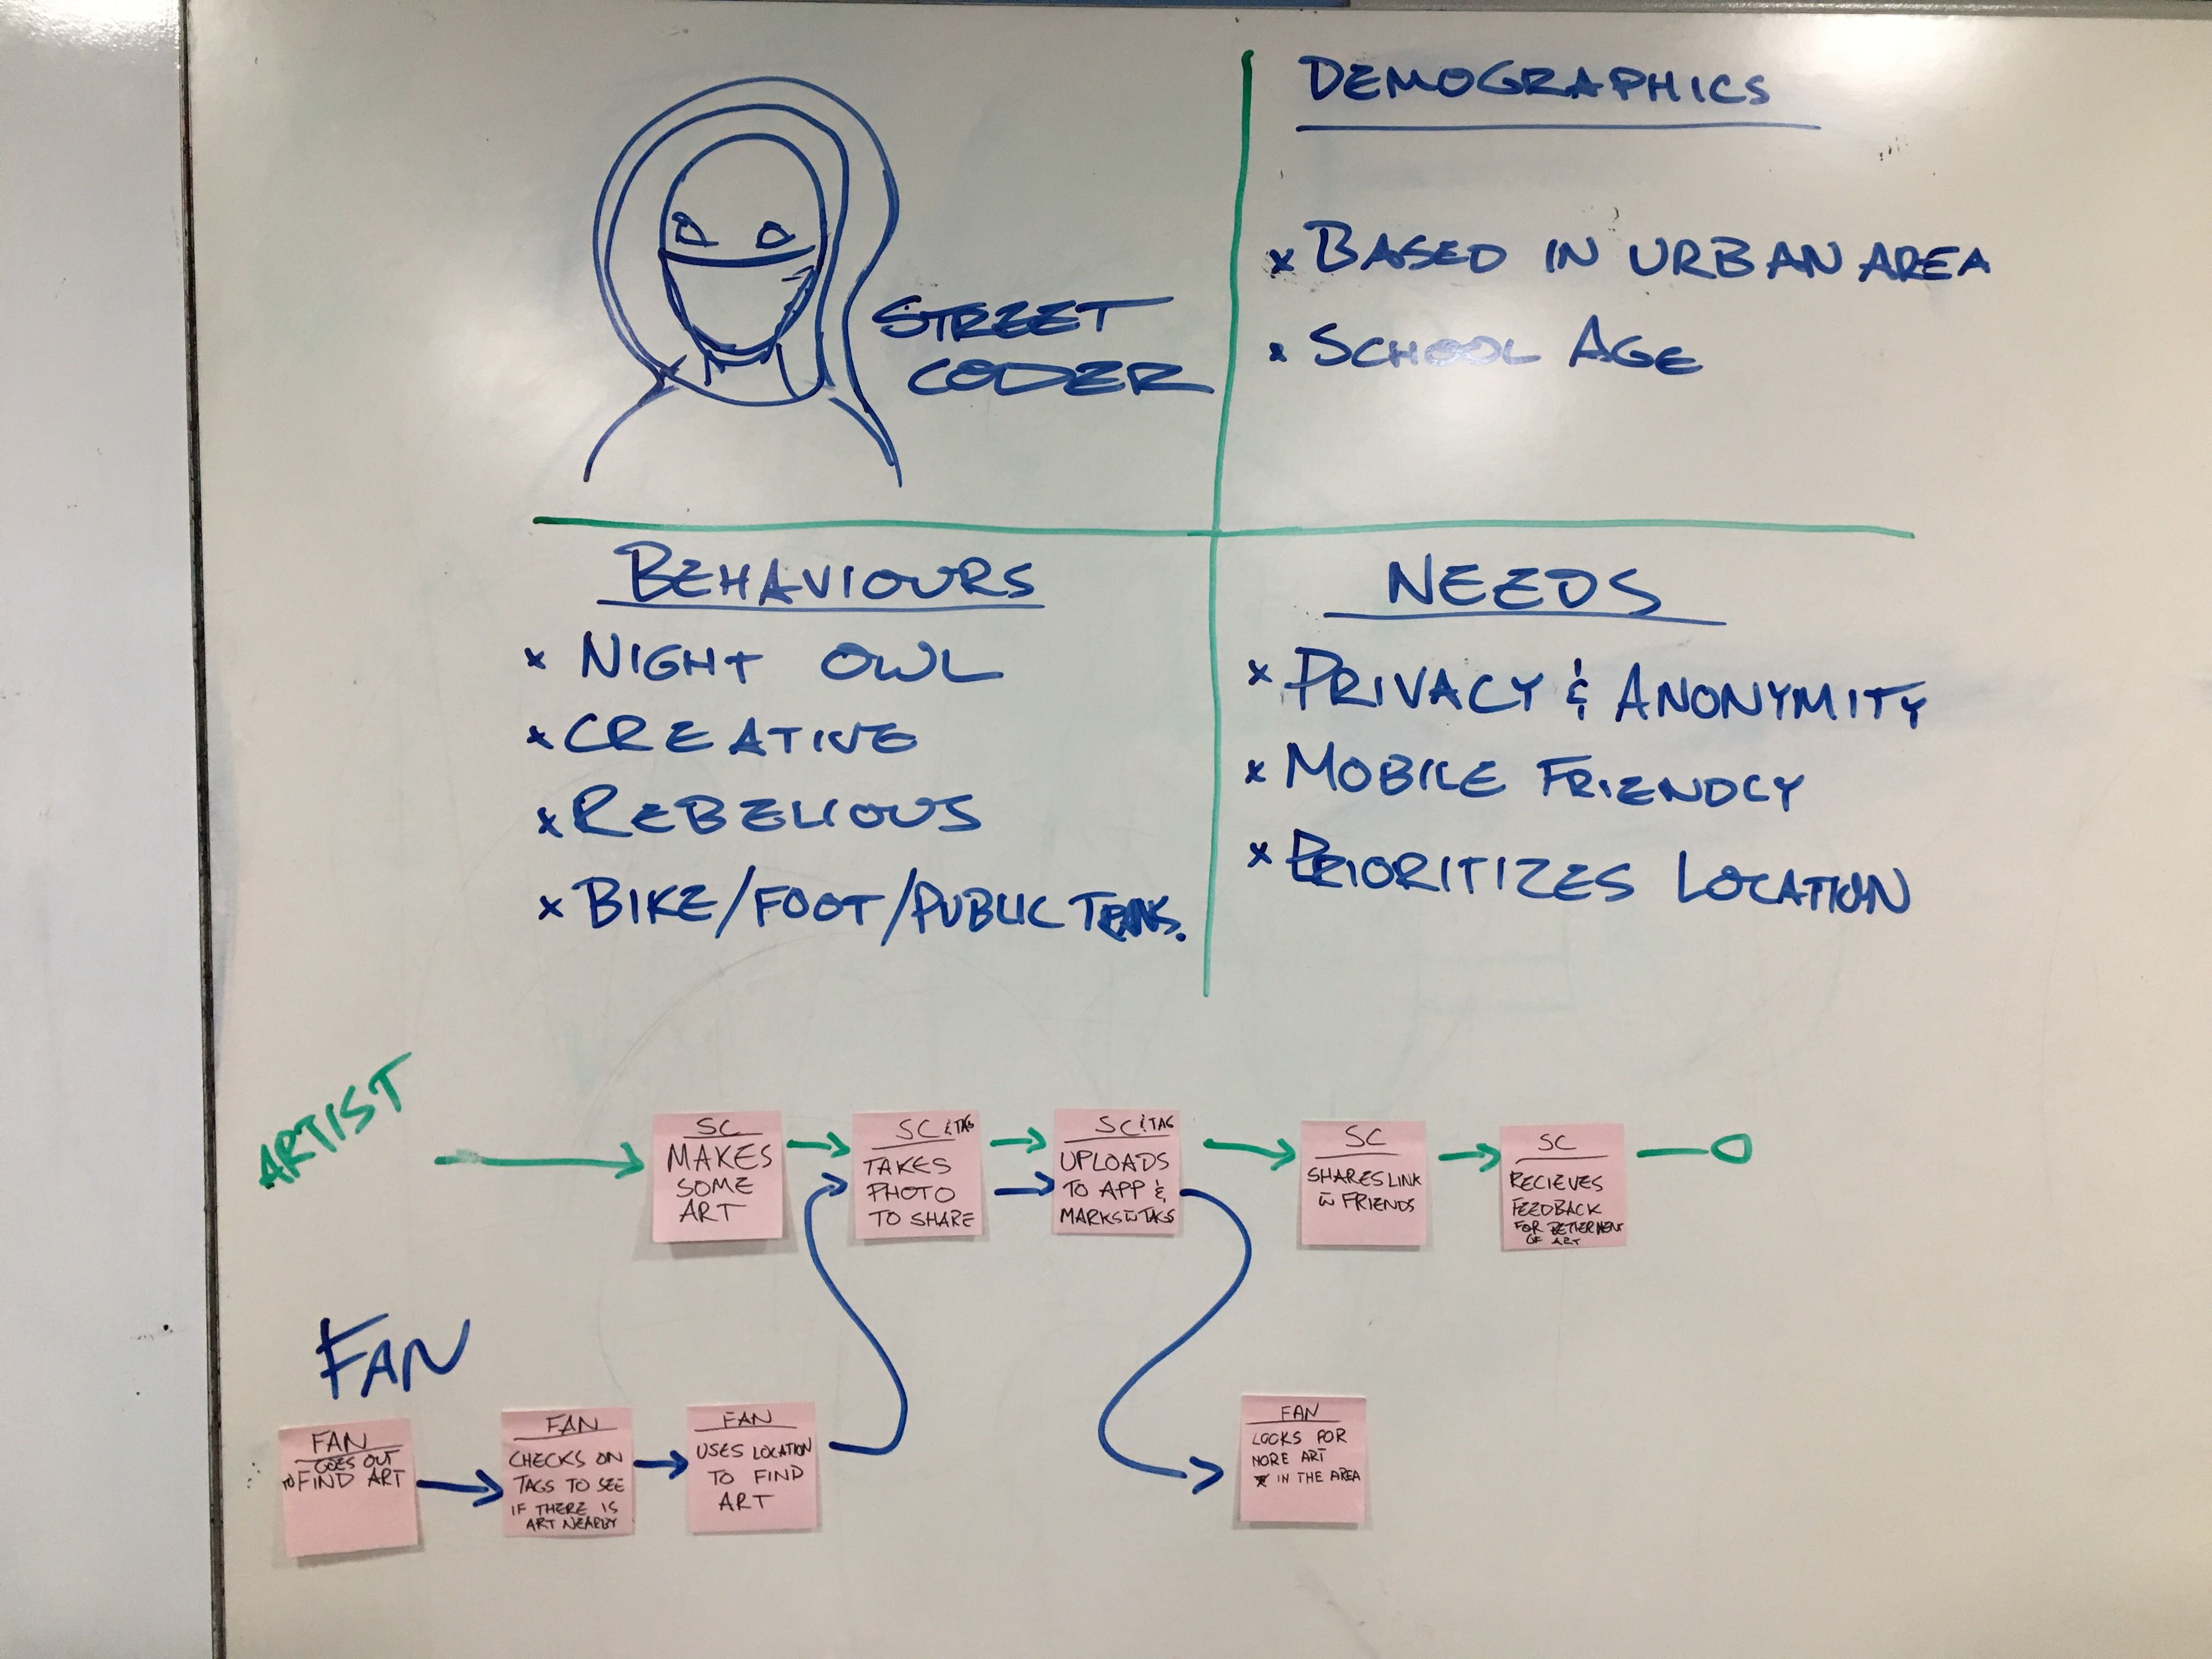 STREET
CODER
DEMOGRAPHICS
x BASED IN URBAN AREA
x SCHOOL AGE
BEHAVIOURS
x NIGHT OWL
x CREATIVE
x REBELIOUS
x BIKE/FOOT/PUBLIC TRANS.
NEEDS
x PRIVACY & ANONYMITY
x MOBILE FRIENDLY
x PRIORITIZES LOCATION
ARTIST
SC
MAKES
SOME
ART
SC & TAG
TAKES
PHOTO
TO SHARE
SC & TAG
UPLOADS
TO APP &
MARKS W TAGS
SC
SHARES LINK
W FRIENDS
SC
RECIEVES
FEEDBACK
FOR BETTERMENT
OF ART
FAN
FAN
GOES OUT
TO FIND ART
FAN
CHECKS ON
TAGS TO SEE
IF THERE IS
ART NEARBY
FAN
USES LOCATION
TO FIND
ART
FAN
LOOKS FOR
MORE ART
IN THE AREA